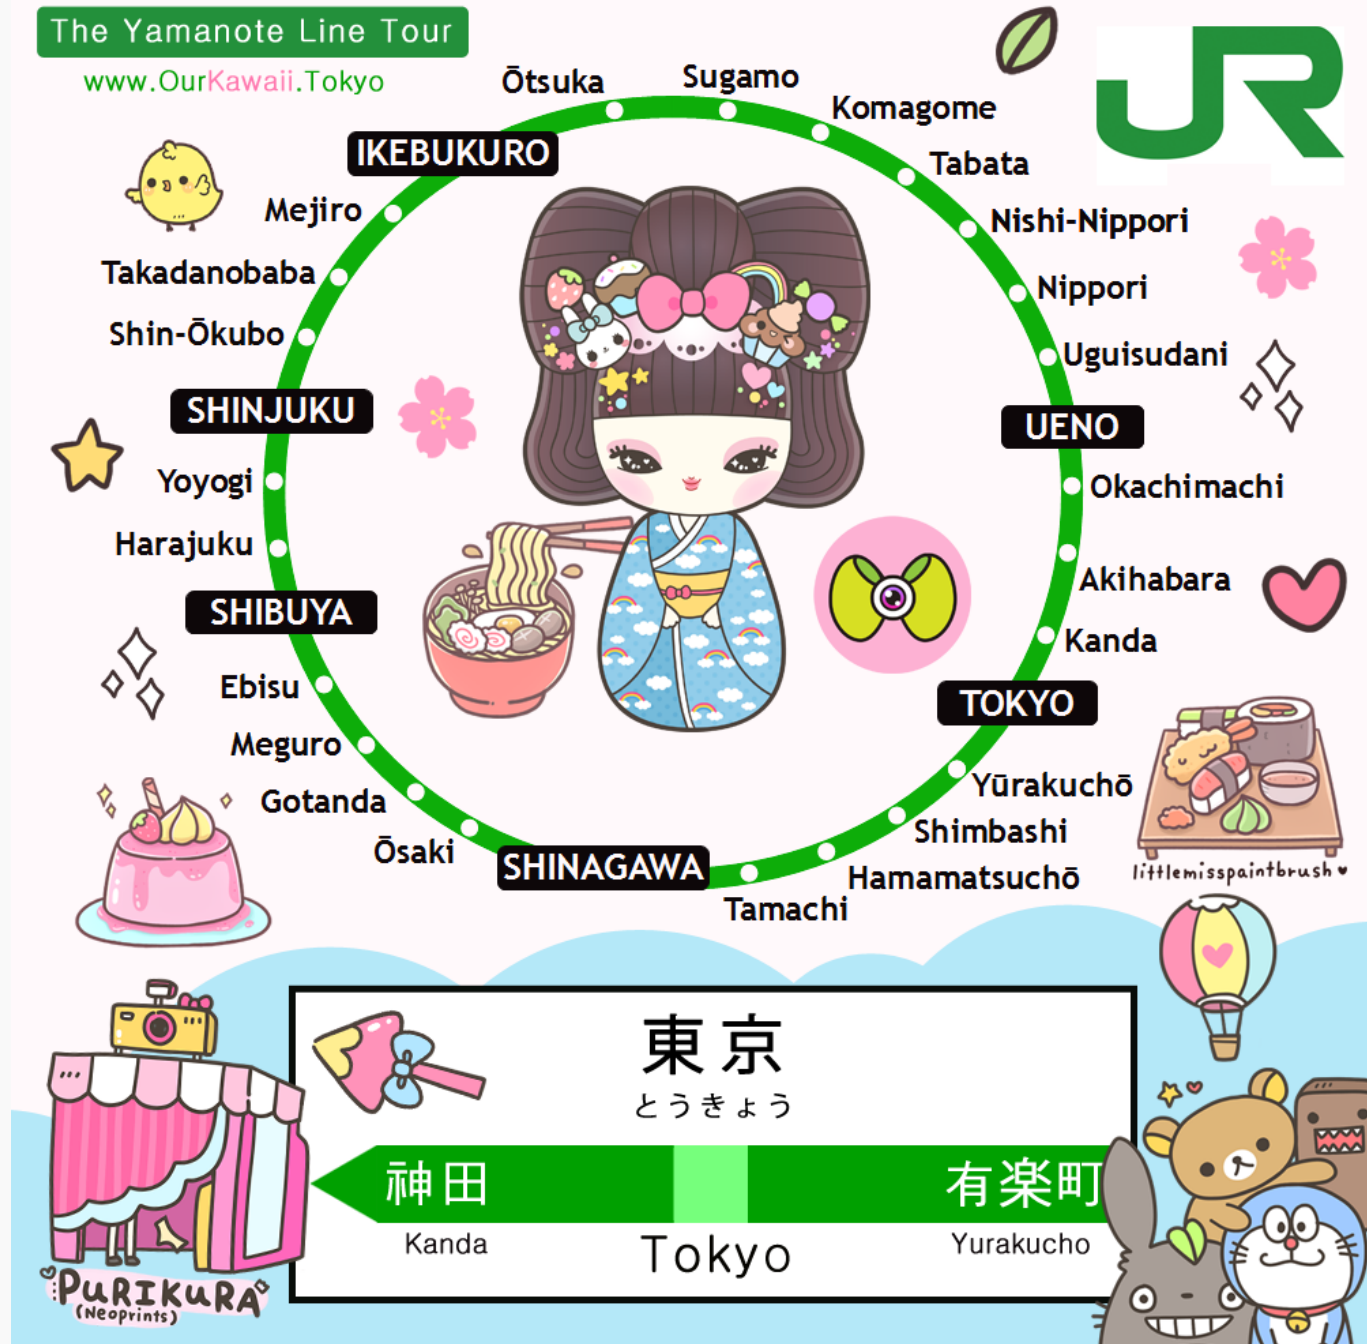 The Yamanote Line Tour
www.OurKawaii.Tokyo
JR
Ōtsuka
Sugamo
Komagome
Tabata
Nishi-Nippori
Nippori
Uguisudani
UENO
Okachimachi
Akihabara
Kanda
TOKYO
Yūrakuchō
Shimbashi
Hamamatsuchō
Tamachi
SHINAGAWA
Ōsaki
Gotanda
Meguro
Ebisu
SHIBUYA
Harajuku
Yoyogi
SHINJUKU
Shin-Ōkubo
Takadanobaba
Mejiro
IKEBUKURO
littlemisspaintbrush
東京
とうきょう
神田
有楽町
Kanda
Tokyo
Yurakucho
PURIKURA
(Neoprints)